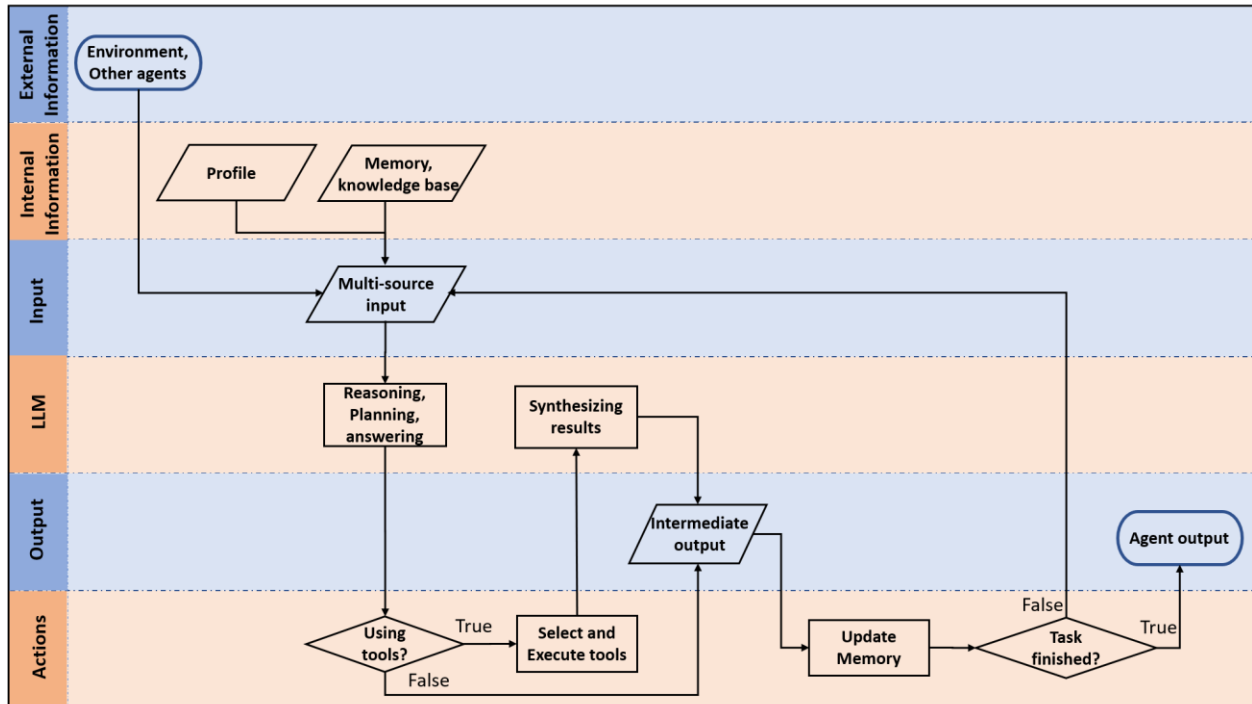 External
Information
Environment,
Other agents
Internal
Information
Profile
Memory,
knowledge base
Input
Multi-source
input
LLM
Reasoning,
Planning,
answering
Synthesizing
results
Output
Intermediate
output
Agent output
Actions
Using
tools?
True
False
Select and
Execute tools
Update
Memory
False
Task
finished?
True